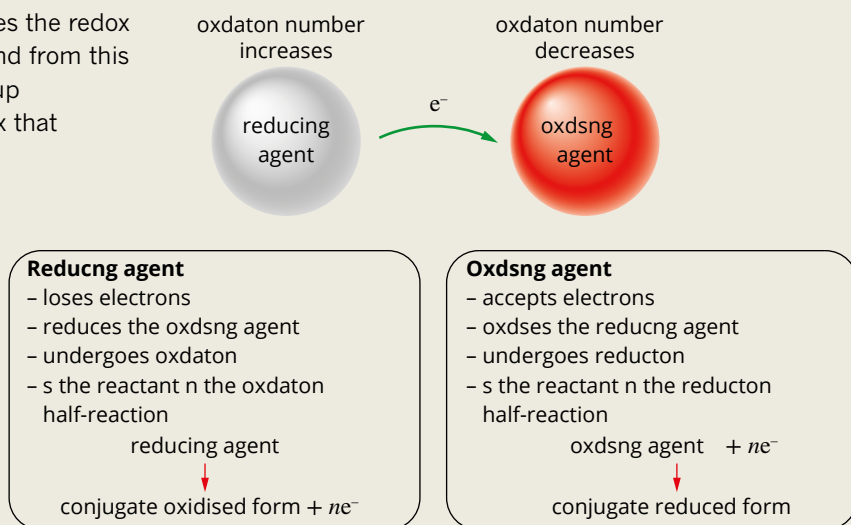 es the redox
nd from this
up
x that
oxdaton number
increases
oxdaton number
decreases
reducing
agent
e⁻
oxdsng
agent
Reducng agent
– loses electrons
– reduces the oxdsng agent
– undergoes oxdaton
– s the reactant n the oxdaton
half-reaction
reducing agent
conjugate oxidised form + ne⁻
Oxdsng agent
– accepts electrons
– oxdses the reducng agent
– undergoes reducton
– s the reactant n the reducton
half-reaction
oxdsng agent + ne⁻
conjugate reduced form